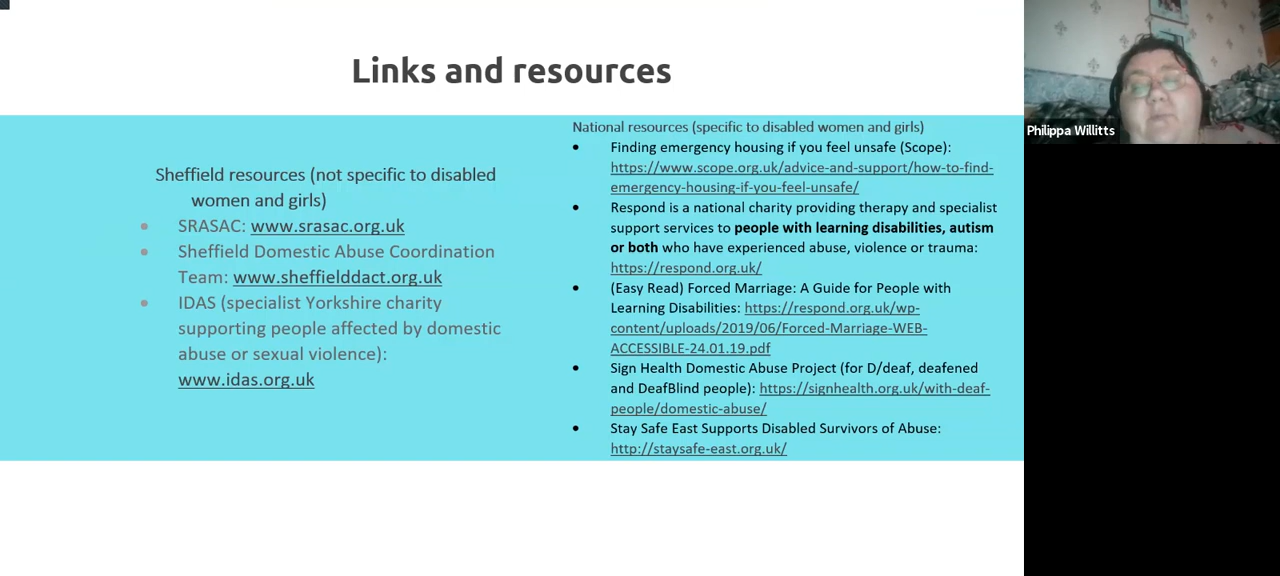 Links and resources
Sheffield resources (not specific to disabled
women and girls)
• SRASAC: www.srasac.org.uk
• Sheffield Domestic Abuse Coordination
Team: www.sheffielddact.org.uk
• IDAS (specialist Yorkshire charity
supporting people affected by domestic
abuse or sexual violence):
www.idas.org.uk
National resources (specific to disabled women and girls)
• Finding emergency housing if you feel unsafe (Scope):
https://www.scope.org.uk/advice-and-support/how-to-find-
emergency-housing-if-you-feel-unsafe/
• Respond is a national charity providing therapy and specialist
support services to people with learning disabilities, autism
or both who have experienced abuse, violence or trauma:
https://respond.org.uk/
• (Easy Read) Forced Marriage: A Guide for People with
Learning Disabilities: https://respond.org.uk/wp-
content/uploads/2019/06/Forced-Marriage-WEB-
ACCESSIBLE-24.01.19.pdf
• Sign Health Domestic Abuse Project (for D/deaf, deafened
and DeafBlind people): https://signhealth.org.uk/with-deaf-
people/domestic-abuse/
• Stay Safe East Supports Disabled Survivors of Abuse:
http://staysafe-east.org.uk/
Philippa Willitts